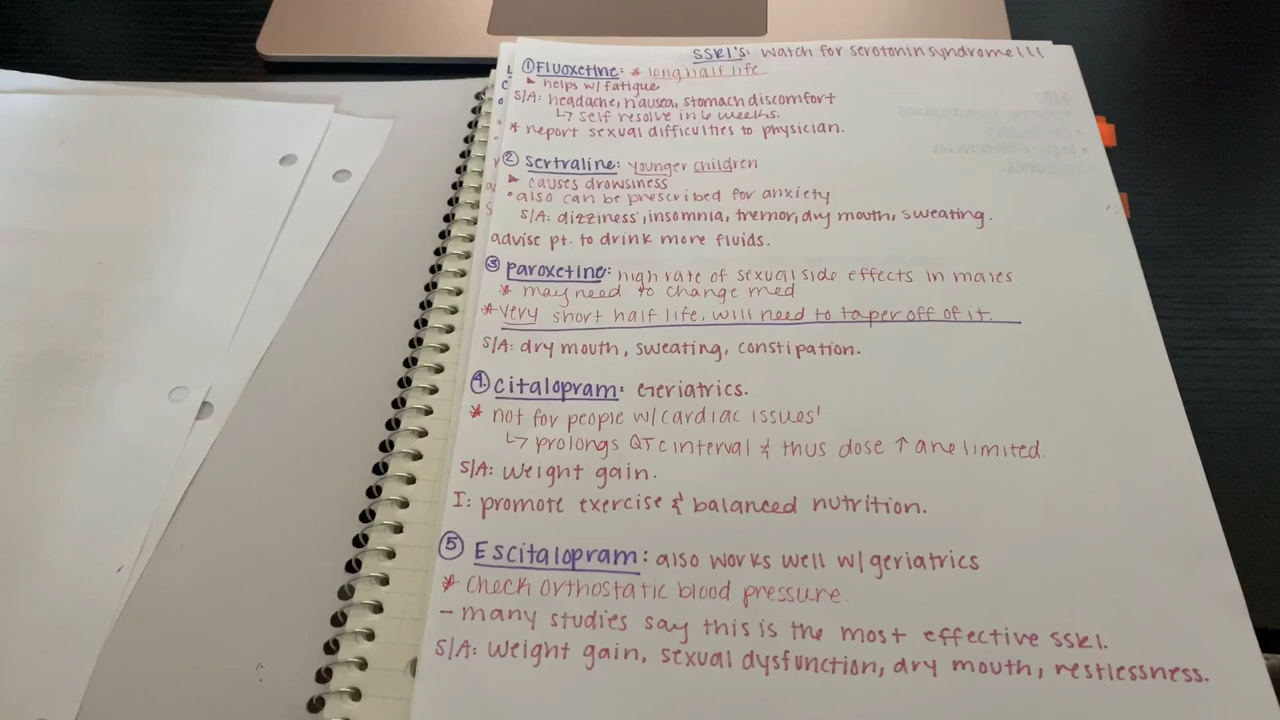 SSRI's: watch for serotonin syndrome!!!
① Fluoxetine: * long half life
▸ helps w/ fatigue
S/A: headache, nausea, stomach discomfort
↳ self resolve in 6 weeks.
* report sexual difficulties to physician.
② Sertraline: younger children
▸ causes drowsiness
• also can be prescribed for anxiety
S/A: dizziness, insomnia, tremor, dry mouth, sweating.
advise pt. to drink more fluids.
③ Paroxetine: high rate of sexual side effects in males
* may need to change med
* very short half life, will need to taper off of it.
S/A: dry mouth, sweating, constipation.
④ Citalopram: Geriatrics.
* not for people w/ cardiac issues!
↳ prolongs QTc interval & thus dose ↑ are limited.
S/A: weight gain.
I: promote exercise & balanced nutrition.
⑤ Escitalopram: also works well w/ geriatrics
* check orthostatic blood pressure.
- many studies say this is the most effective SSRI.
S/A: weight gain, sexual dysfunction, dry mouth, restlessness.